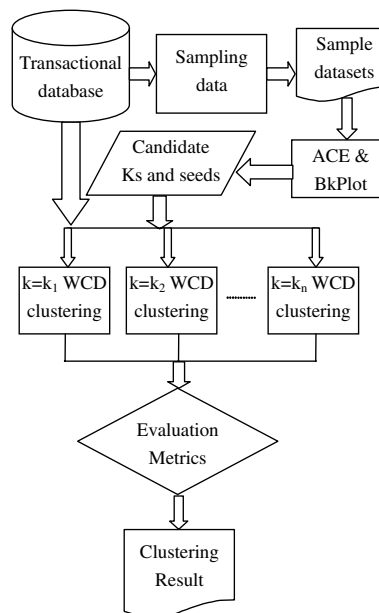 Transactional
database
Sampling
data
Sample
datasets
Candidate
Ks and seeds
ACE &
BkPlot
k=k₁ WCD
clustering
k=k₂ WCD
clustering
k=kₙ WCD
clustering
Evaluation
Metrics
Clustering
Result